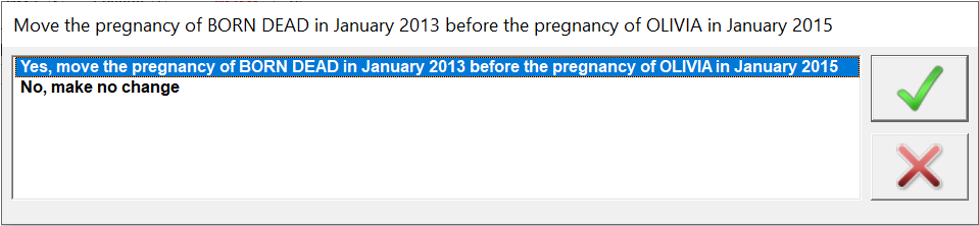 Move the pregnancy of BORN DEAD in January 2013 before the pregnancy of OLIVIA in January 2015
Yes, move the pregnancy of BORN DEAD in January 2013 before the pregnancy of OLIVIA in January 2015
No, make no change